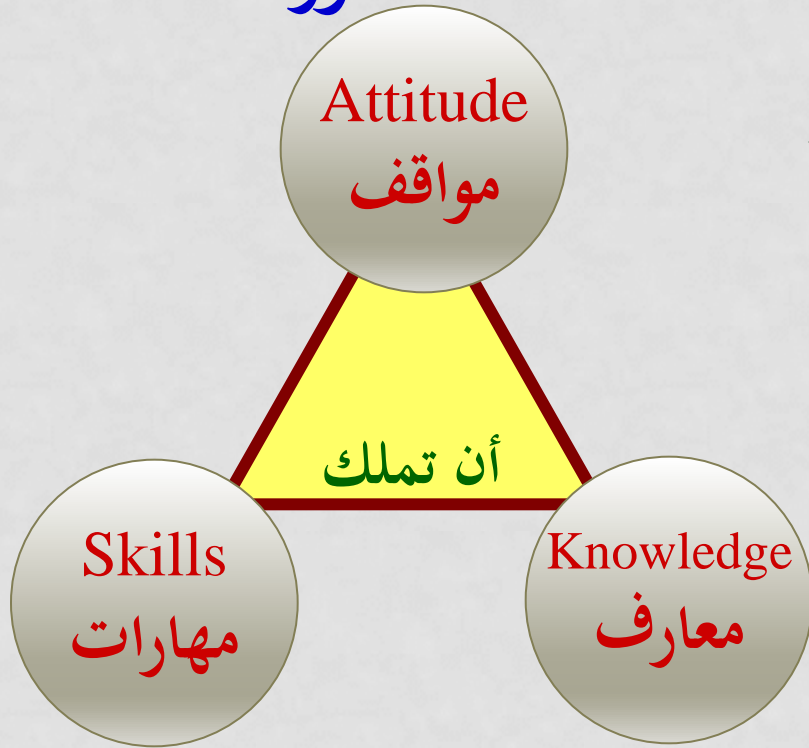 Attitude
مواقف
أن تملك
Skills
مهارات
Knowledge
معارف